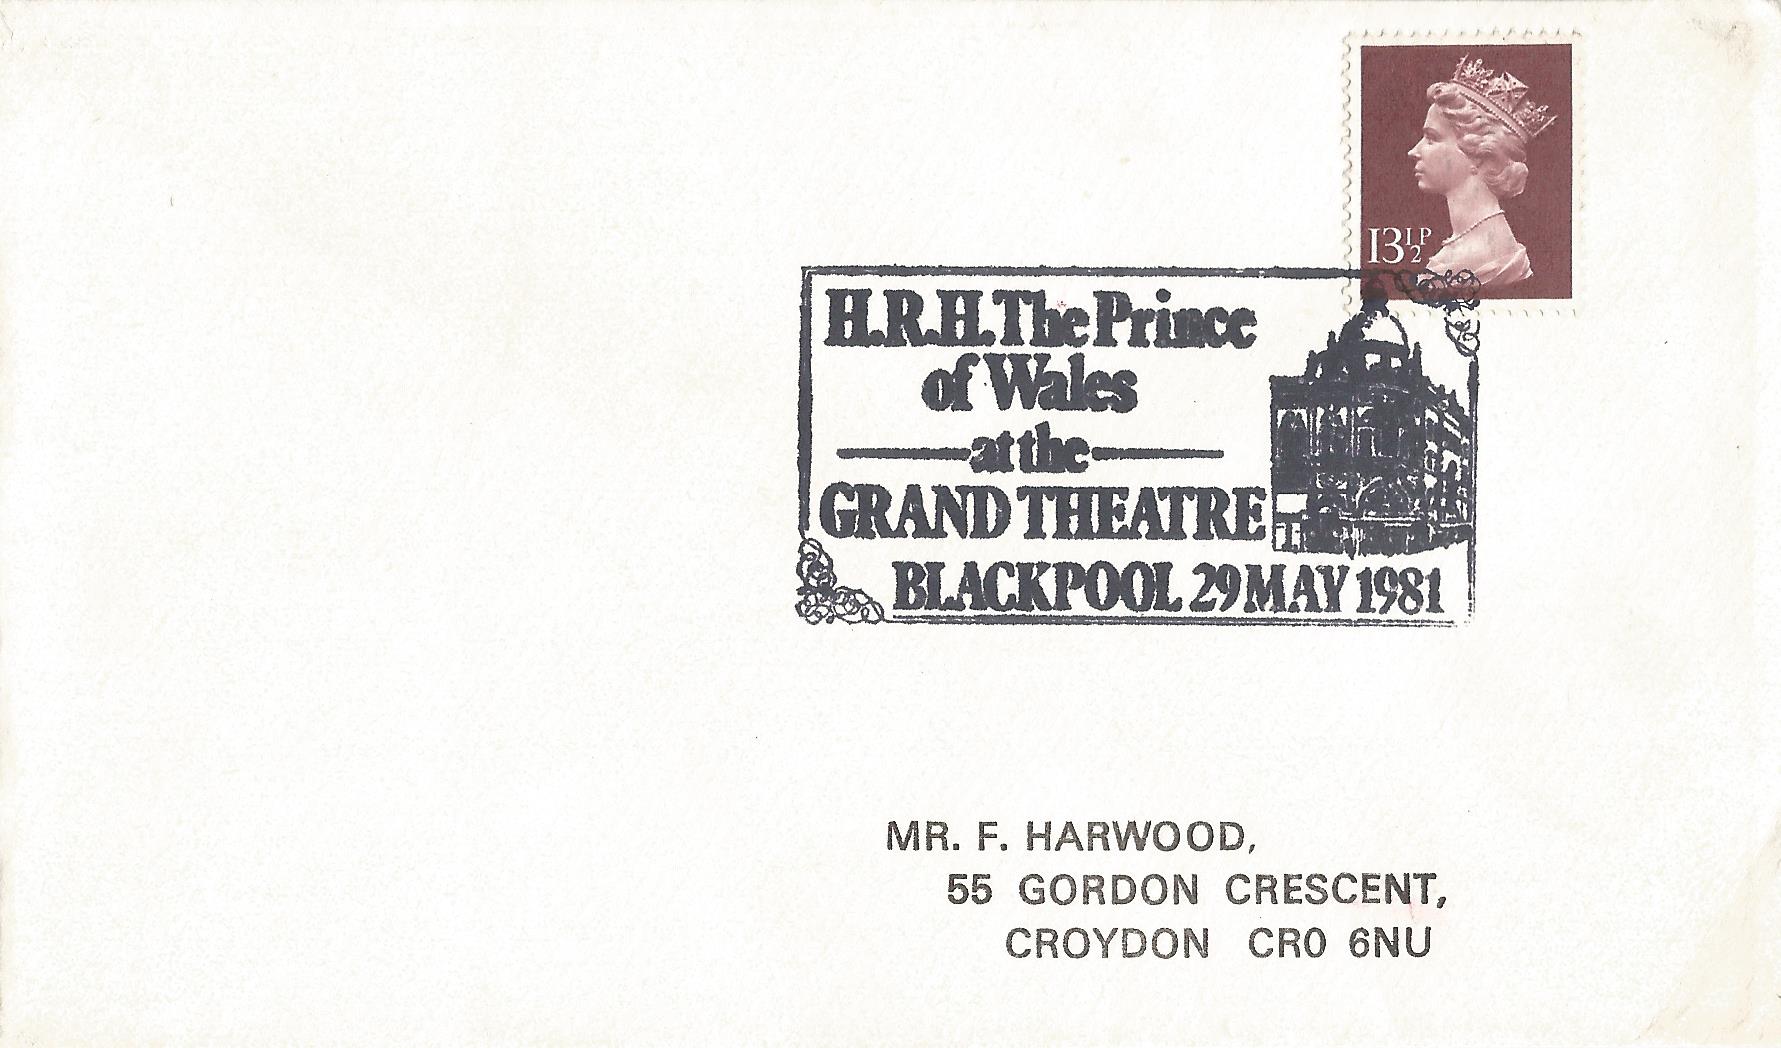 13½P
H.R.H. The Prince
of Wales
at the
GRAND THEATRE
BLACKPOOL 29 MAY 1981
MR. F. HARWOOD,
55 GORDON CRESCENT,
CROYDON CR0 6NU